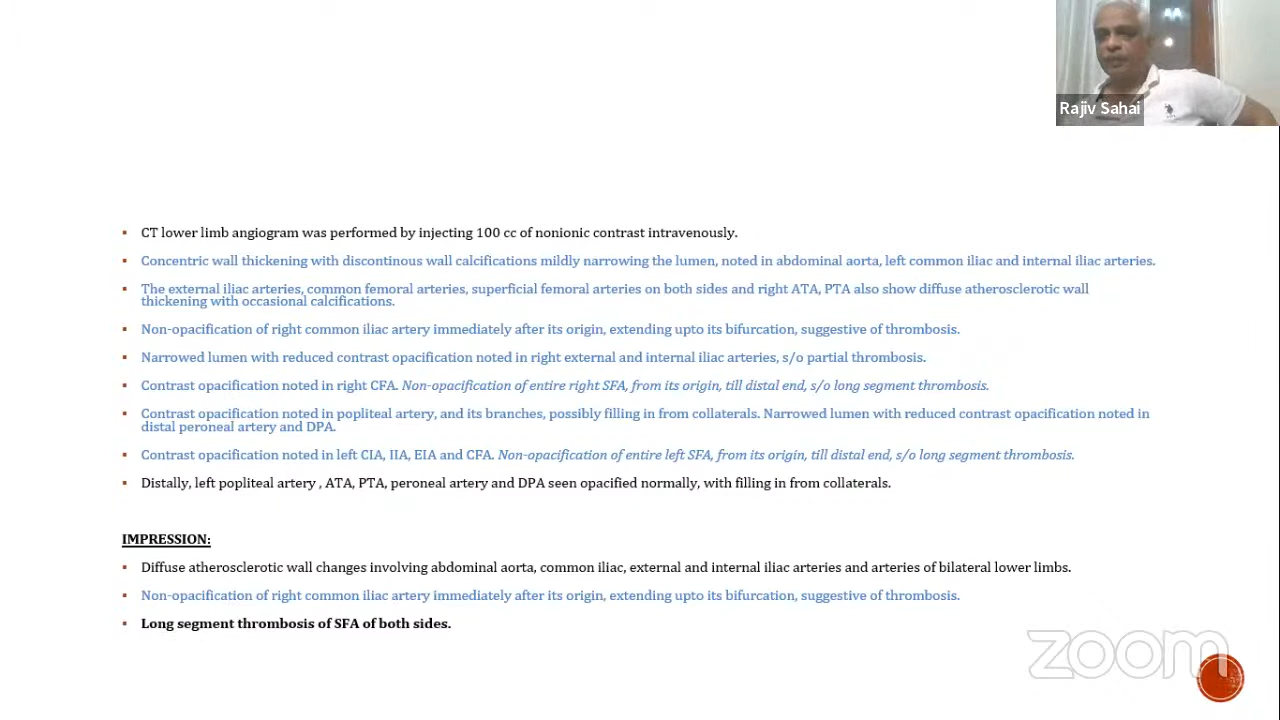 Rajiv Sahai
CT lower limb angiogram was performed by injecting 100 cc of nonionic contrast intravenously.
Concentric wall thickening with discontinous wall calcifications mildly narrowing the lumen, noted in abdominal aorta, left common iliac and internal iliac arteries.
The external iliac arteries, common femoral arteries, superficial femoral arteries on both sides and right ATA, PTA also show diffuse atherosclerotic wall
thickening with occasional calcifications.
Non-opacification of right common iliac artery immediately after its origin, extending upto its bifurcation, suggestive of thrombosis.
Narrowed lumen with reduced contrast opacification noted in right external and internal iliac arteries, s/o partial thrombosis.
Contrast opacification noted in right CFA. Non-opacification of entire right SFA, from its origin, till distal end, s/o long segment thrombosis.
Contrast opacification noted in popliteal artery, and its branches, possibly filling in from collaterals. Narrowed lumen with reduced contrast opacification noted in
distal peroneal artery and DPA.
Contrast opacification noted in left CIA, IIA, EIA and CFA. Non-opacification of entire left SFA, from its origin, till distal end, s/o long segment thrombosis.
Distally, left popliteal artery , ATA, PTA, peroneal artery and DPA seen opacified normally, with filling in from collaterals.
IMPRESSION:
Diffuse atherosclerotic wall changes involving abdominal aorta, common iliac, external and internal iliac arteries and arteries of bilateral lower limbs.
Non-opacification of right common iliac artery immediately after its origin, extending upto its bifurcation, suggestive of thrombosis.
Long segment thrombosis of SFA of both sides.
zoom